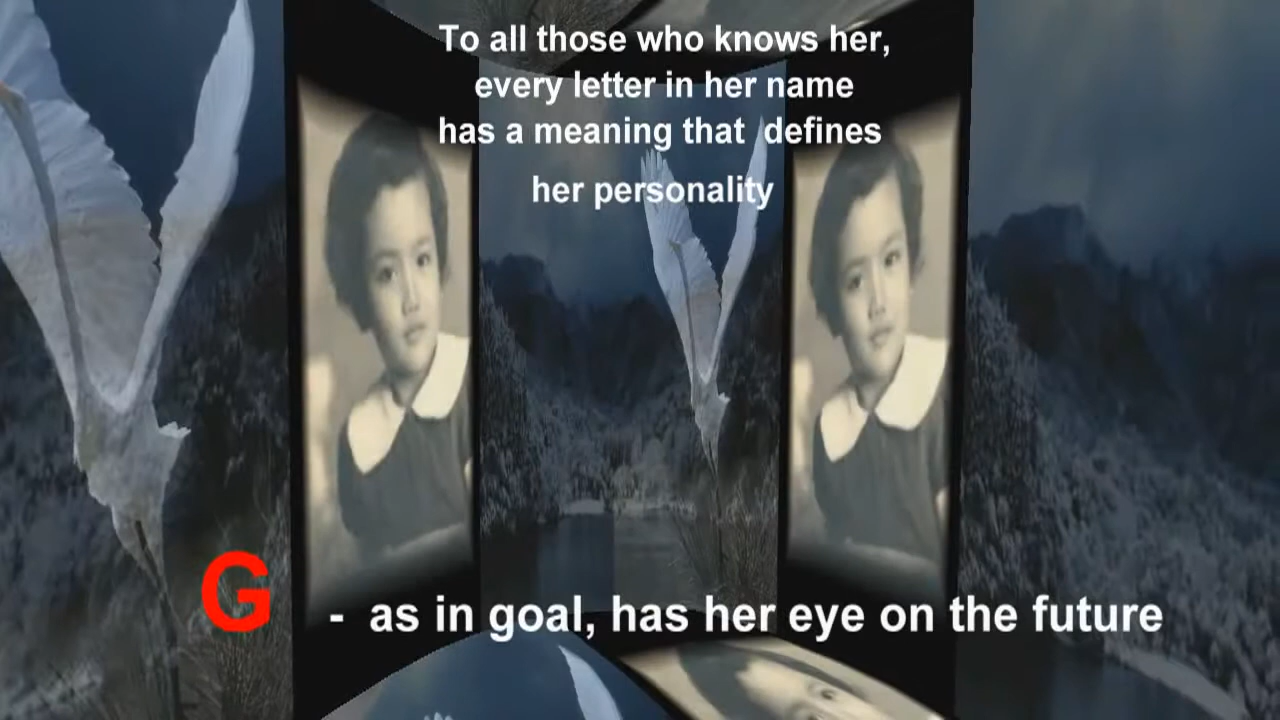 To all those who knows her,
every letter in her name
has a meaning that defines
her personality
G - as in goal, has her eye on the future